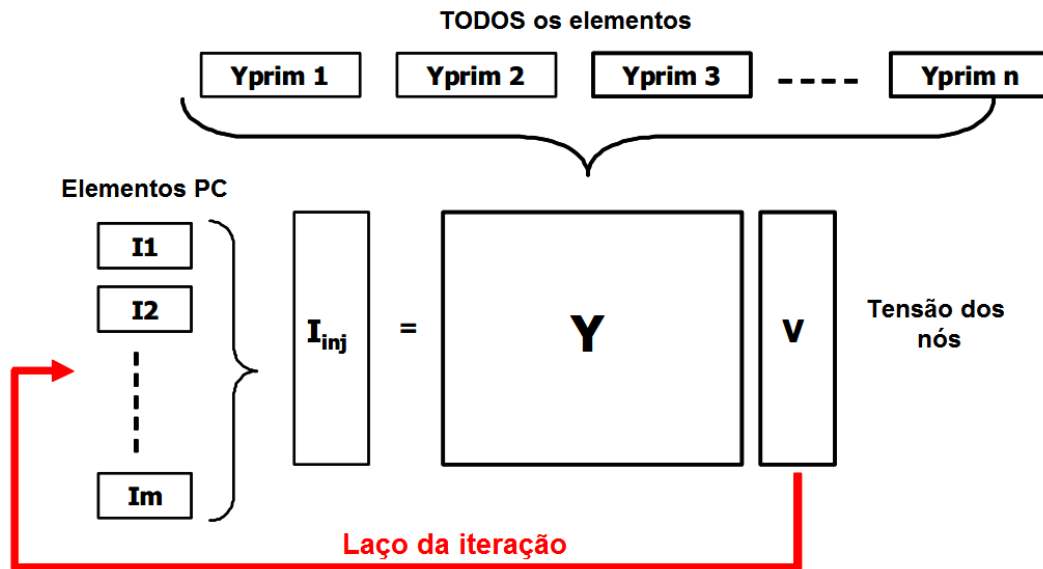 TODOS os elementos
Yprim 1 Yprim 2 Yprim 3 Yprim n
Elementos PC
I1
I2
Im
Iinj = Y V
Tensão dos
nós
Laço da iteração